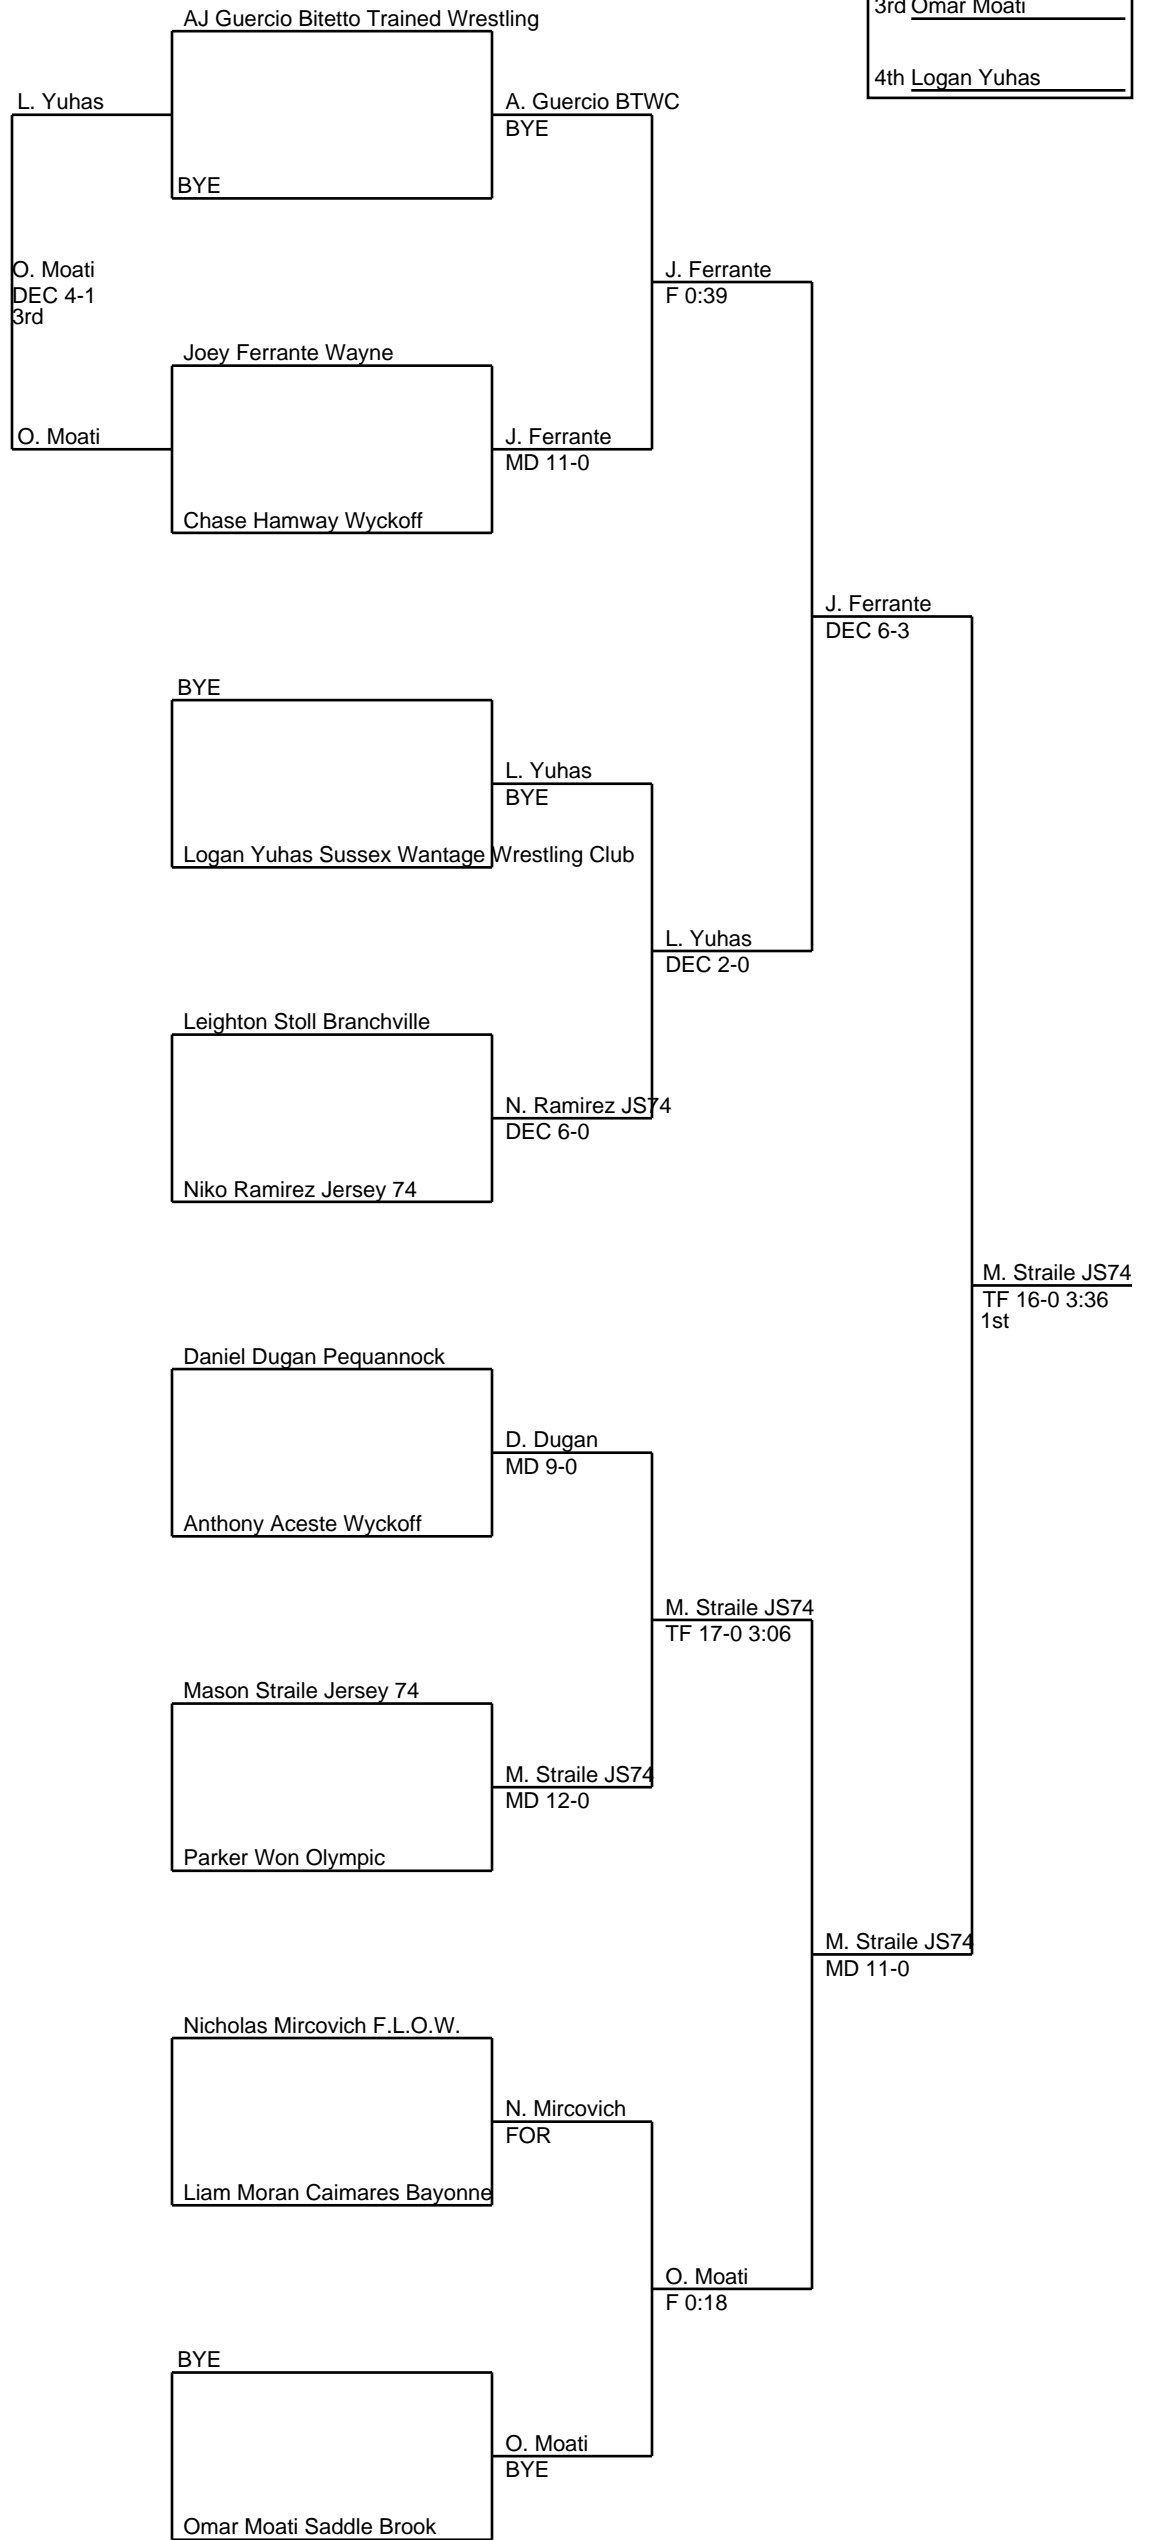 AJ Guercio Bitetto Trained Wrestling
3rd Omar Moati
4th Logan Yuhas
L. Yuhas
A. Guercio BTWC
BYE
BYE
O. Moati
DEC 4-1
3rd
J. Ferrante
F 0:39
Joey Ferrante Wayne
O. Moati
J. Ferrante
MD 11-0
Chase Hamway Wyckoff
J. Ferrante
DEC 6-3
BYE
L. Yuhas
BYE
Logan Yuhas Sussex Wantage Wrestling Club
L. Yuhas
DEC 2-0
Leighton Stoll Branchville
N. Ramirez JS74
DEC 6-0
Niko Ramirez Jersey 74
M. Straile JS74
TF 16-0 3:36
1st
Daniel Dugan Pequannock
D. Dugan
MD 9-0
Anthony Aceste Wyckoff
M. Straile JS74
TF 17-0 3:06
Mason Straile Jersey 74
M. Straile JS74
MD 12-0
Parker Won Olympic
M. Straile JS74
MD 11-0
Nicholas Mircovich F.L.O.W.
N. Mircovich
FOR
Liam Moran Caimares Bayonne
O. Moati
F 0:18
BYE
O. Moati
BYE
Omar Moati Saddle Brook